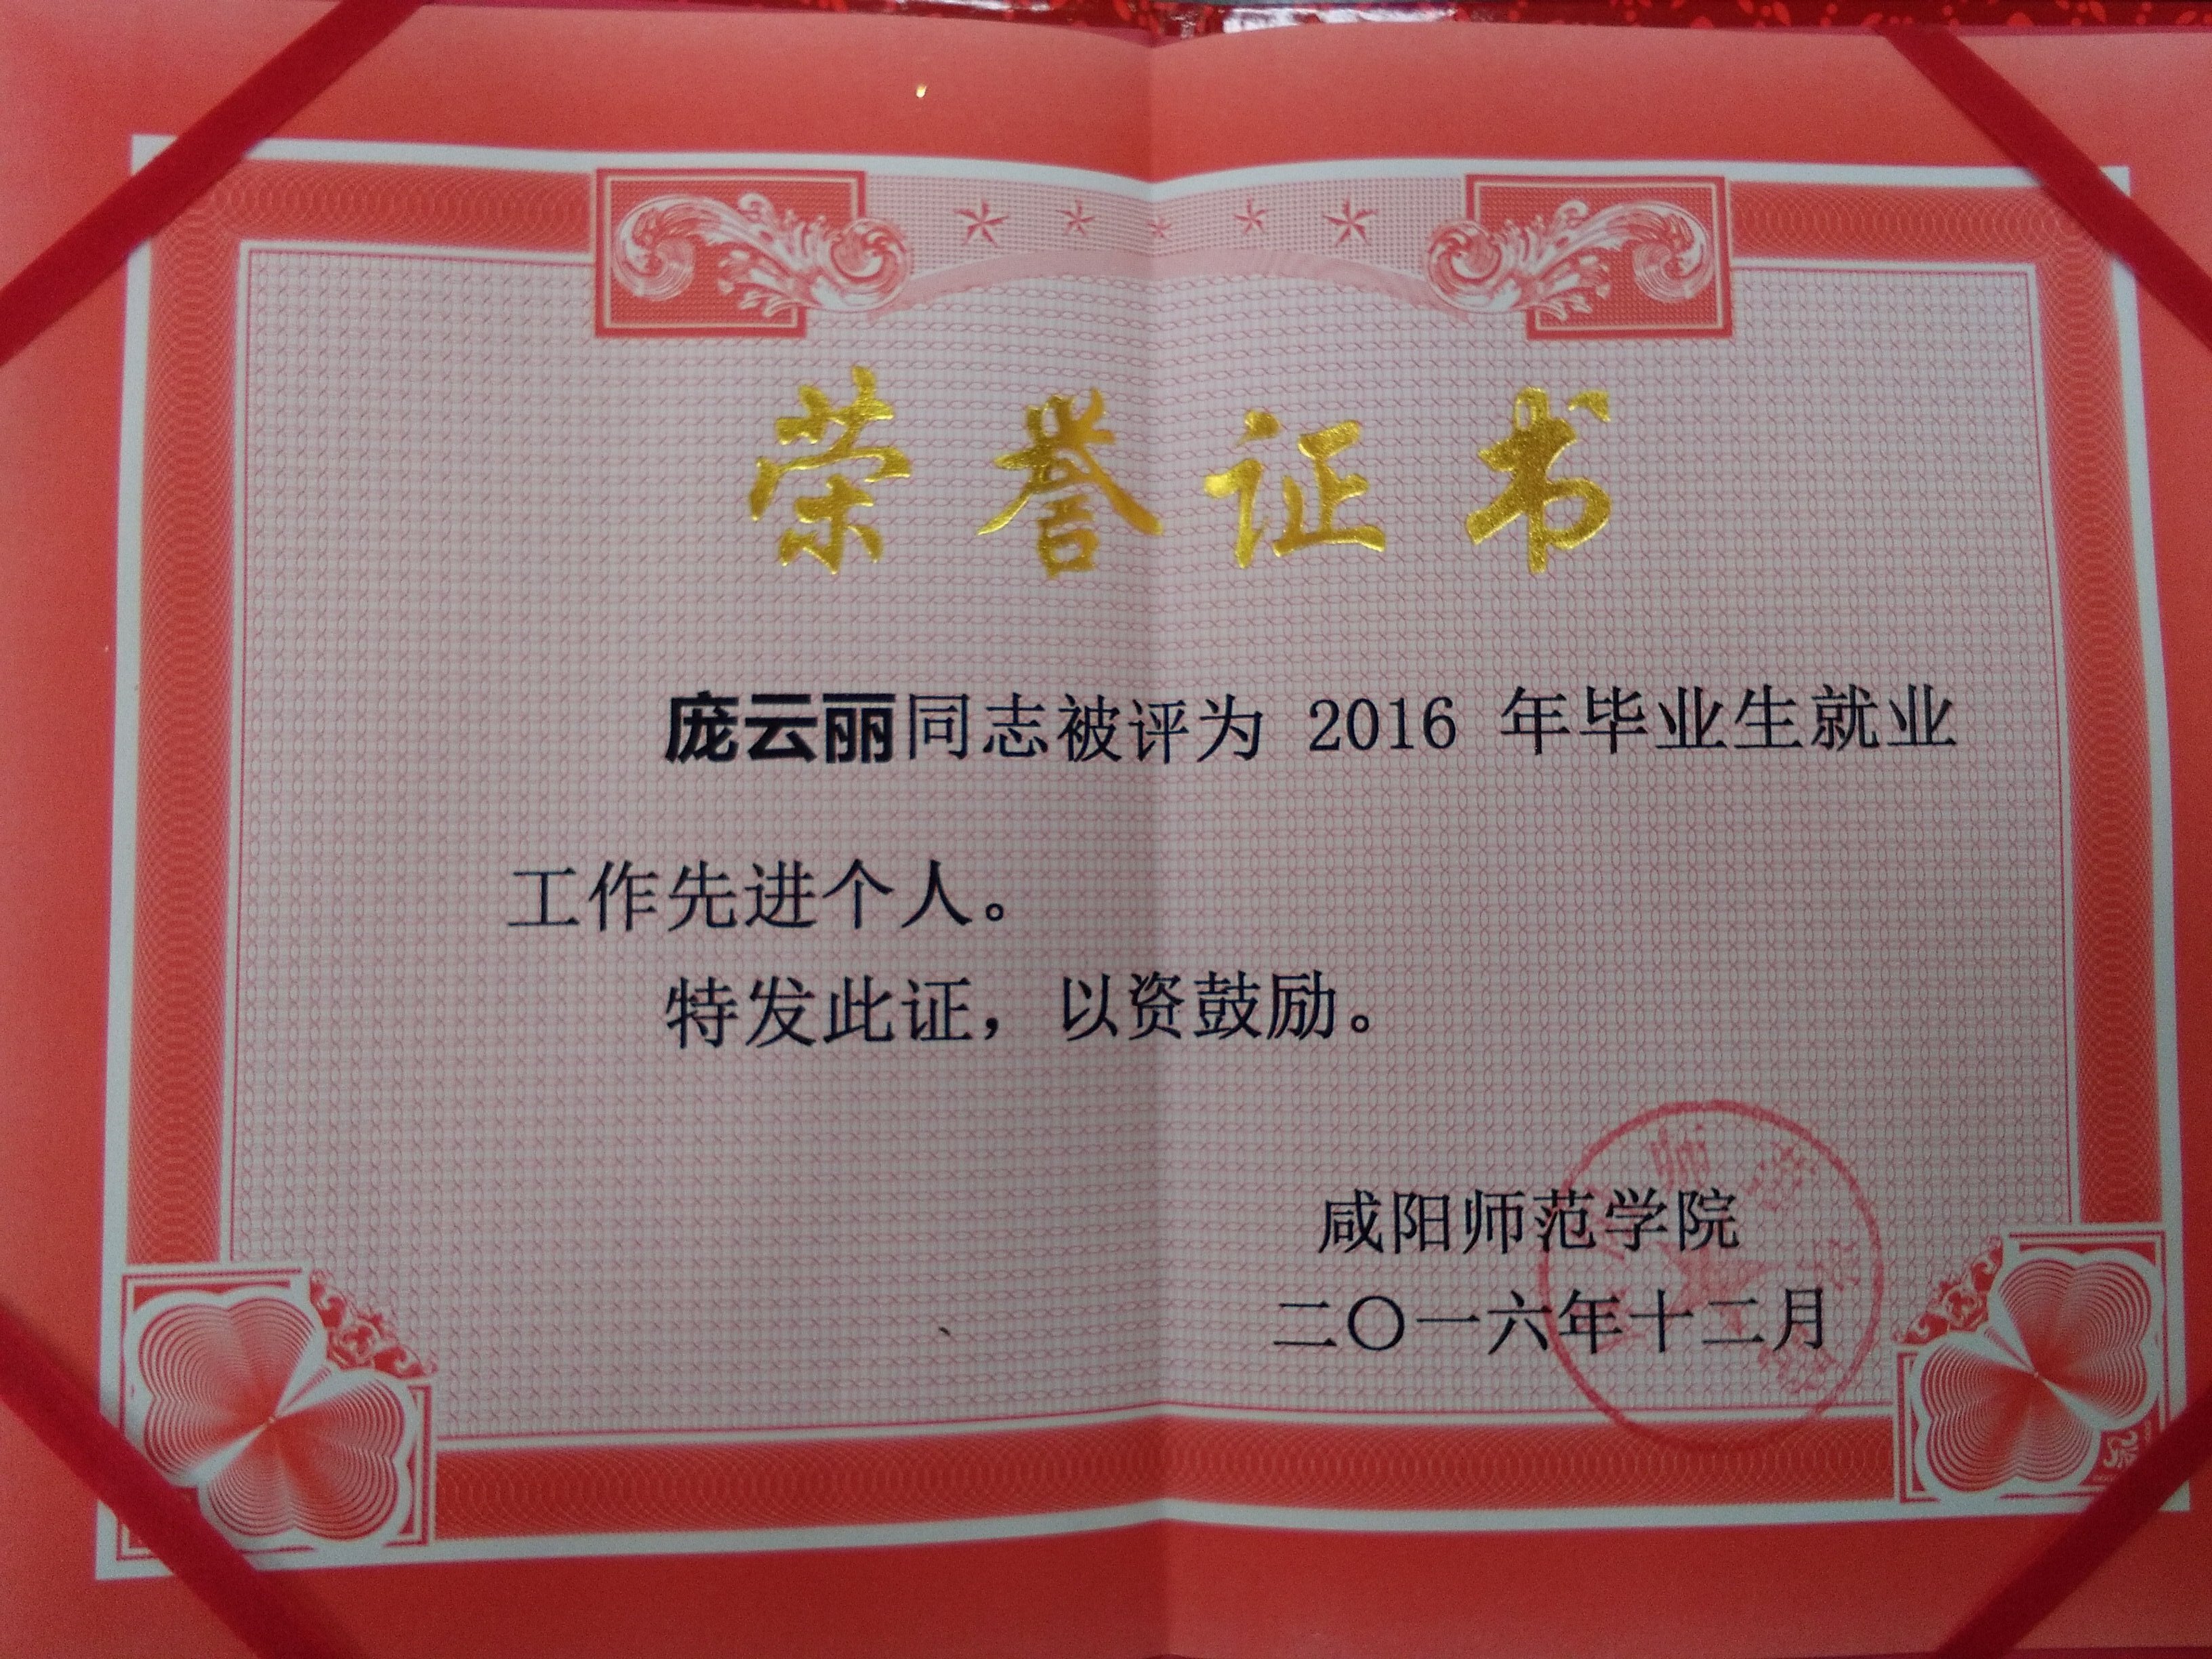 荣誉证书
庞云丽同志被评为 2016 年毕业生就业
工作先进个人。
特发此证，以资鼓励。
咸阳师范学院
二〇一六年十二月